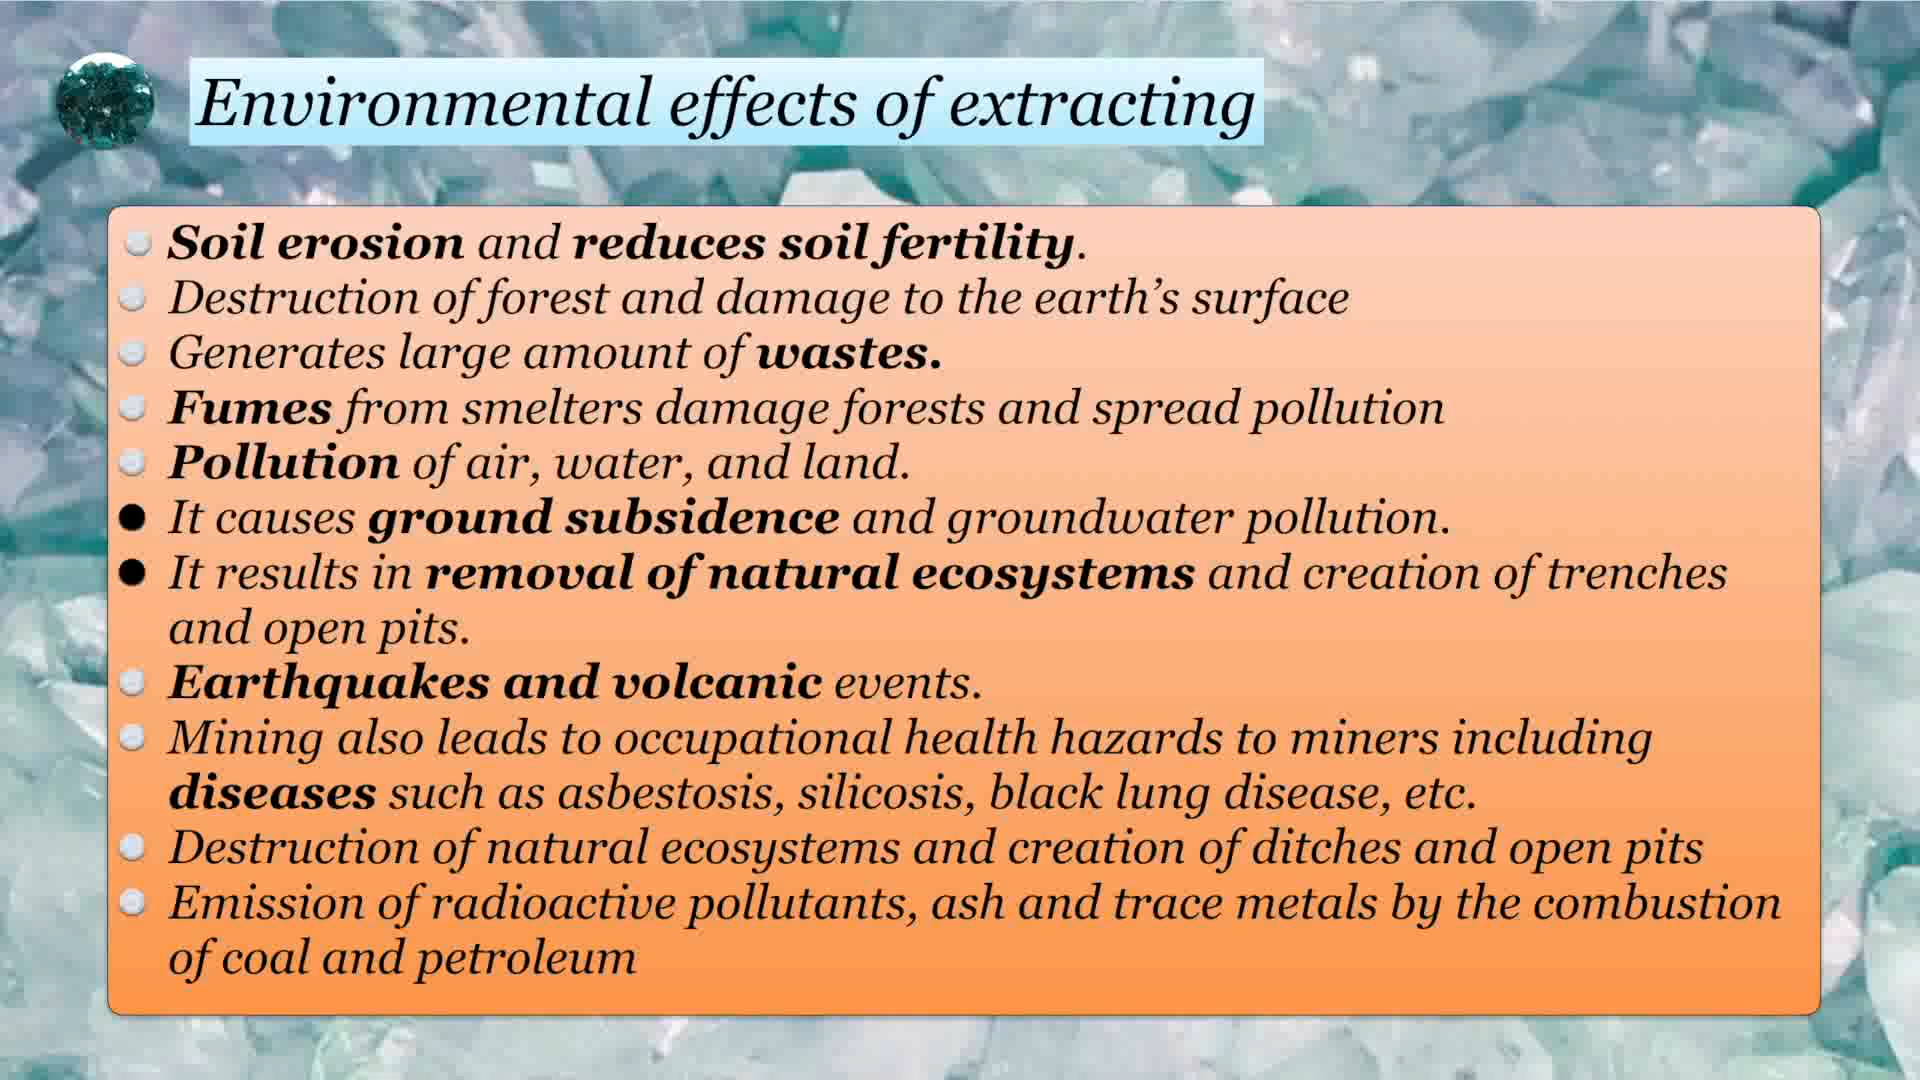 Environmental effects of extracting
Soil erosion and reduces soil fertility.
Destruction of forest and damage to the earth’s surface
Generates large amount of wastes.
Fumes from smelters damage forests and spread pollution
Pollution of air, water, and land.
It causes ground subsidence and groundwater pollution.
It results in removal of natural ecosystems and creation of trenches
and open pits.
Earthquakes and volcanic events.
Mining also leads to occupational health hazards to miners including
diseases such as asbestosis, silicosis, black lung disease, etc.
Destruction of natural ecosystems and creation of ditches and open pits
Emission of radioactive pollutants, ash and trace metals by the combustion
of coal and petroleum